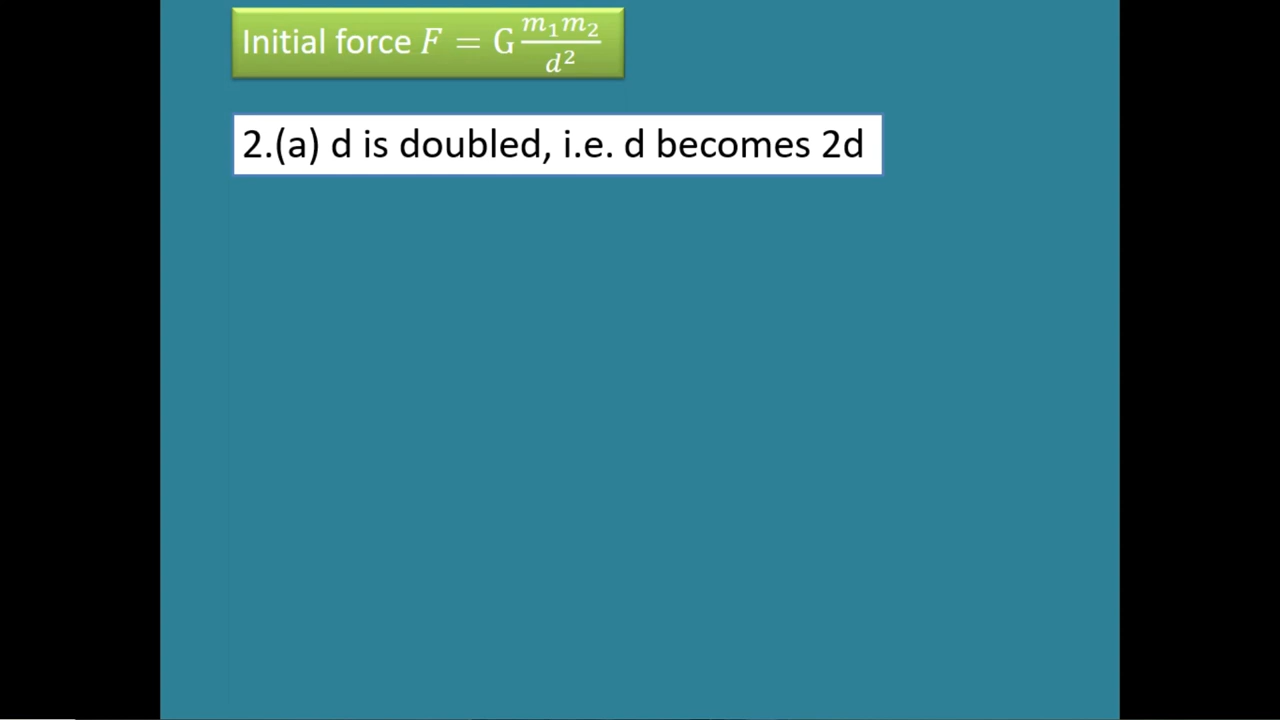 Initial force F = G m₁m₂/d²
2.(a) d is doubled, i.e. d becomes 2d